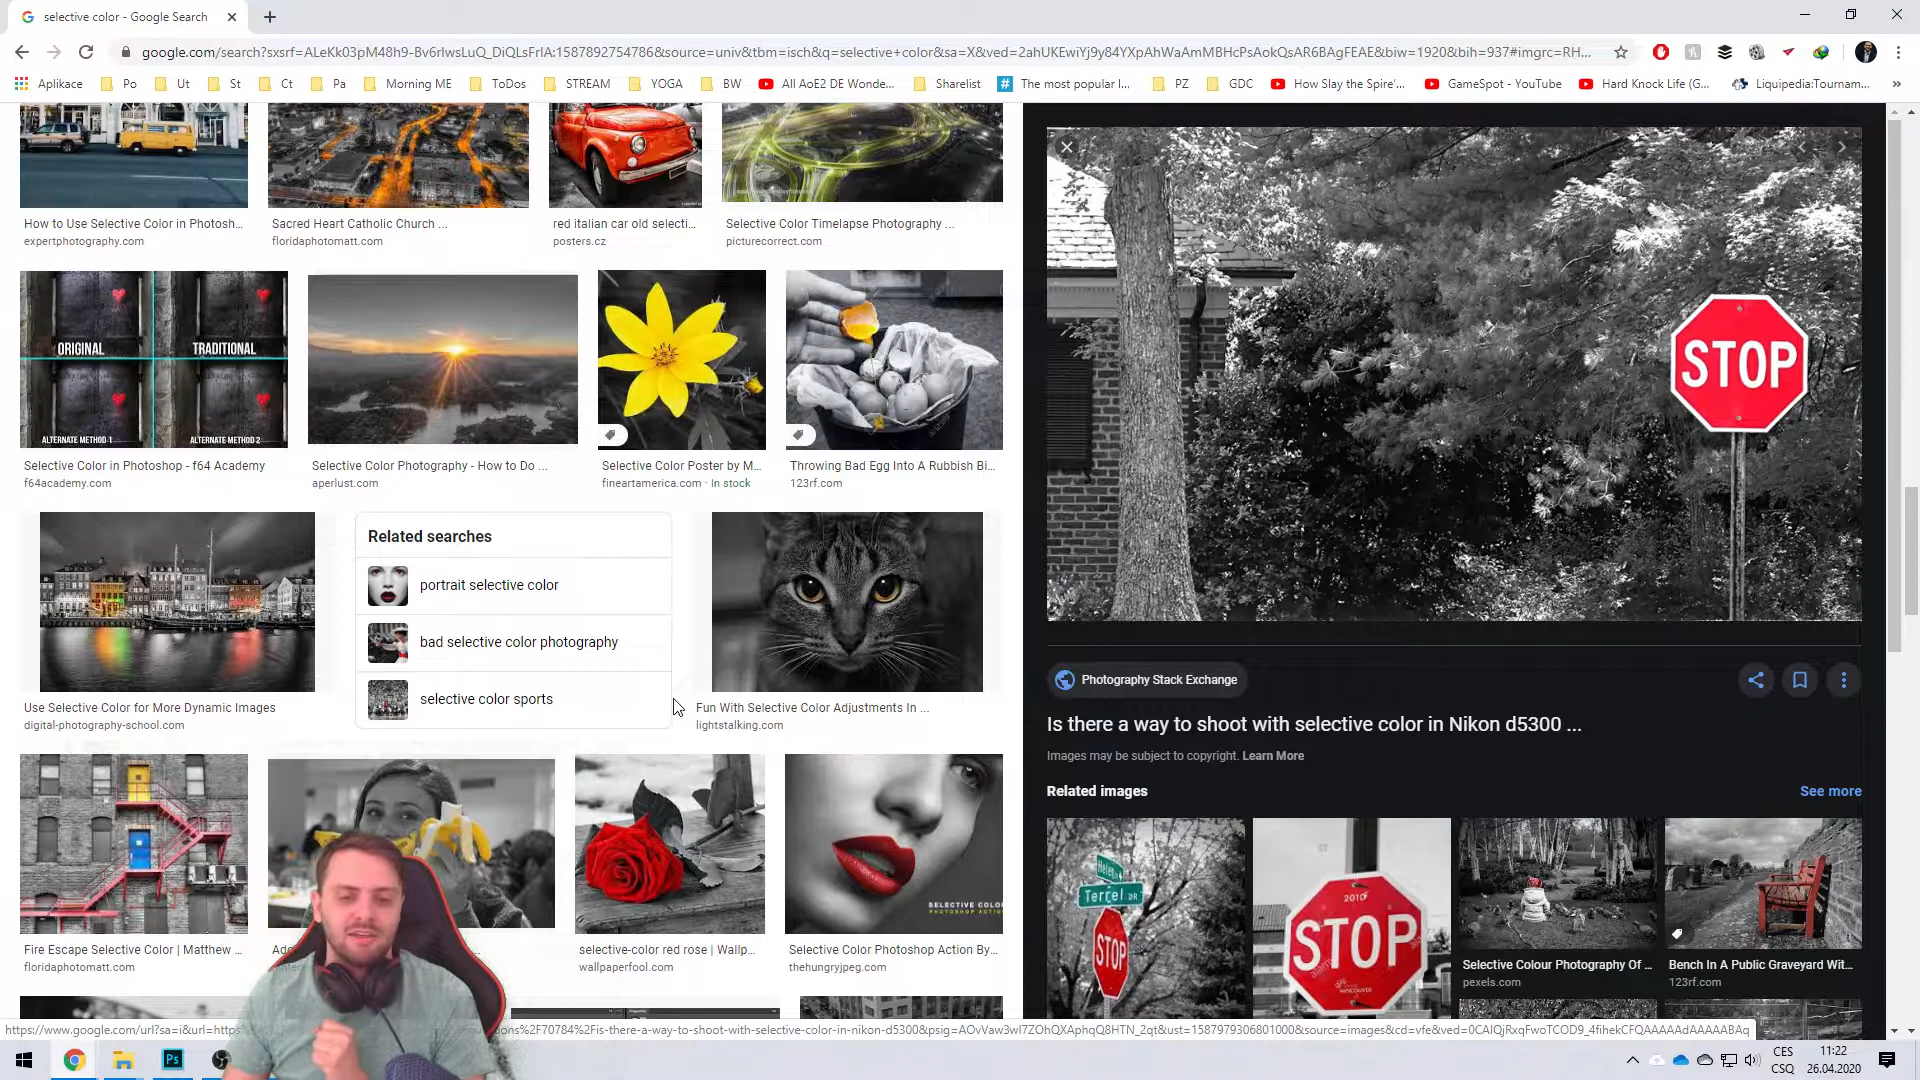 selective color - Google Search
google.com/search?sxsrf=ALeKk03pM48h9-Bv6rIwsLuQ_DiQLsFrIA:1587892754786&source=univ&tbm=isch&q=selective+color&sa=X&ved=2ahUKEwiYj9y84YXpAhWaAmMBHcPsAokQsAR6BAgFEAE&biw=1920&bih=937#imgrc=RH...
Aplikace Po Ut St Ct Pa Morning ME ToDos STREAM YOGA BW All AoE2 DE Wonde... Sharelist The most popular I... PZ GDC How Slay the Spire'... GameSpot - YouTube Hard Knock Life (G... Liquipedia:Tournam...
How to Use Selective Color in Photosh...
expertphotography.com
Sacred Heart Catholic Church ...
floridaphotomatt.com
red italian car old selecti...
posters.cz
Selective Color Timelapse Photography ...
picturecorrect.com
ORIGINAL TRADITIONAL
ALTERNATE METHOD 1 ALTERNATE METHOD 2
Selective Color in Photoshop - f64 Academy
f64academy.com
Selective Color Photography - How to Do ...
aperlust.com
Selective Color Poster by M...
fineartamerica.com · In stock
Throwing Bad Egg Into A Rubbish Bi...
123rf.com
Use Selective Color for More Dynamic Images
digital-photography-school.com
Related searches
portrait selective color
bad selective color photography
selective color sports
Fun With Selective Color Adjustments In ...
lightstalking.com
Fire Escape Selective Color | Matthew ...
floridaphotomatt.com
selective-color red rose | Wallp...
wallpaperfool.com
SELECTIVE COLO
PHOTOSHOP ACTIO
Selective Color Photoshop Action By...
thehungryjpeg.com
STOP
Photography Stack Exchange
Is there a way to shoot with selective color in Nikon d5300 ...
Images may be subject to copyright. Learn More
Related images
See more
Terrel DR
STOP
2010
STOP
Selective Colour Photography Of ...
pexels.com
Bench In A Public Graveyard Wit...
123rf.com
Ps
CES
CSQ
11:22
26.04.2020